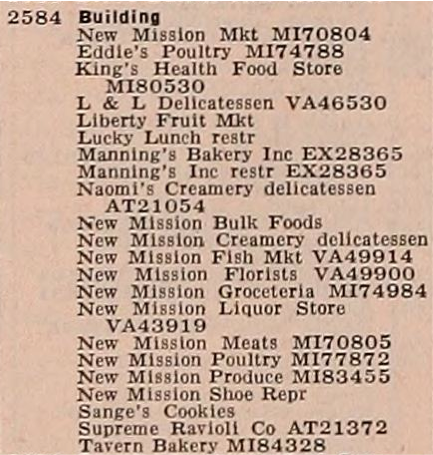 2584 Building
New Mission Mkt MI70804
Eddie's Poultry MI74788
King's Health Food Store
MI80530
L & L Delicatessen VA46530
Liberty Fruit Mkt
Lucky Lunch restr
Manning's Bakery Inc EX28365
Manning's Inc restr EX28365
Naomi's Creamery delicatessen
AT21054
New Mission Bulk Foods
New Mission Creamery delicatessen
New Mission Fish Mkt VA49914
New Mission Florists VA49900
New Mission Groceteria MI74984
New Mission Liquor Store
VA43919
New Mission Meats MI70805
New Mission Poultry MI77872
New Mission Produce MI83455
New Mission Shoe Repr
Sange's Cookies
Supreme Ravioli Co AT21372
Tavern Bakery MI84328